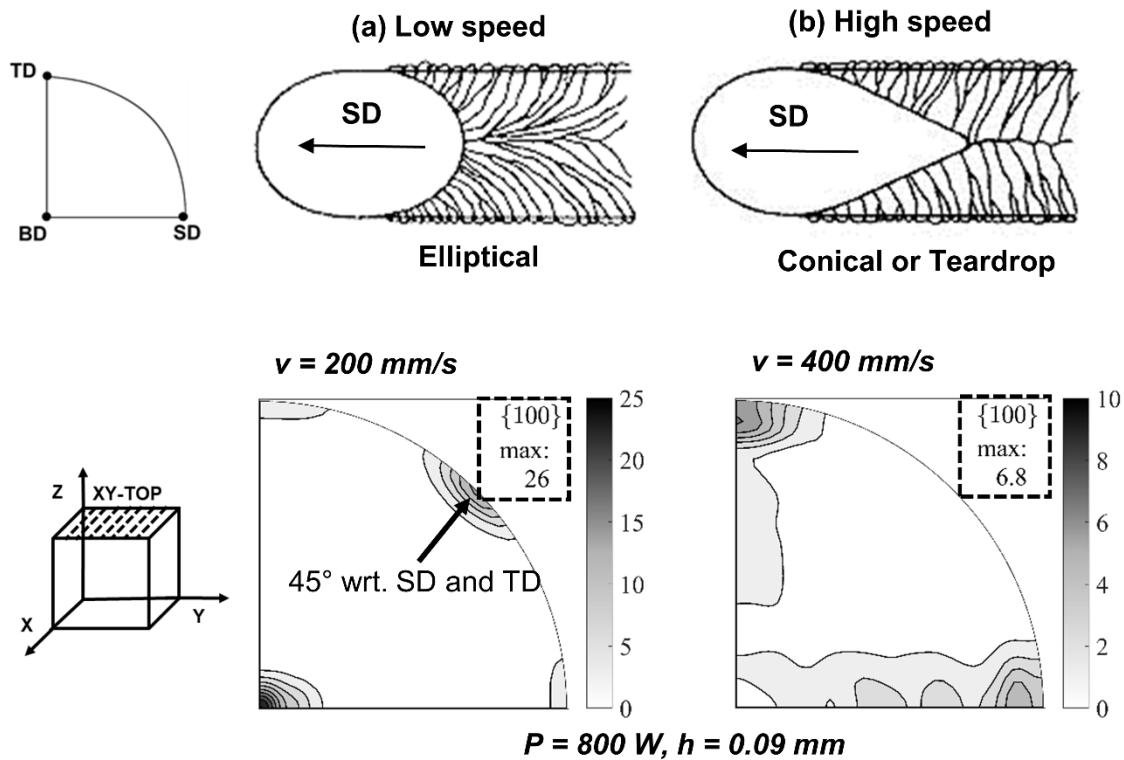 (a) Low speed
(b) High speed
TD
BD
SD
SD
SD
Elliptical
Conical or Teardrop
v = 200 mm/s
v = 400 mm/s
Z
XY-TOP
X
Y
{100}
max:
26
45° wrt. SD and TD
25
20
15
10
5
0
{100}
max:
6.8
10
8
6
4
2
0
P = 800 W, h = 0.09 mm